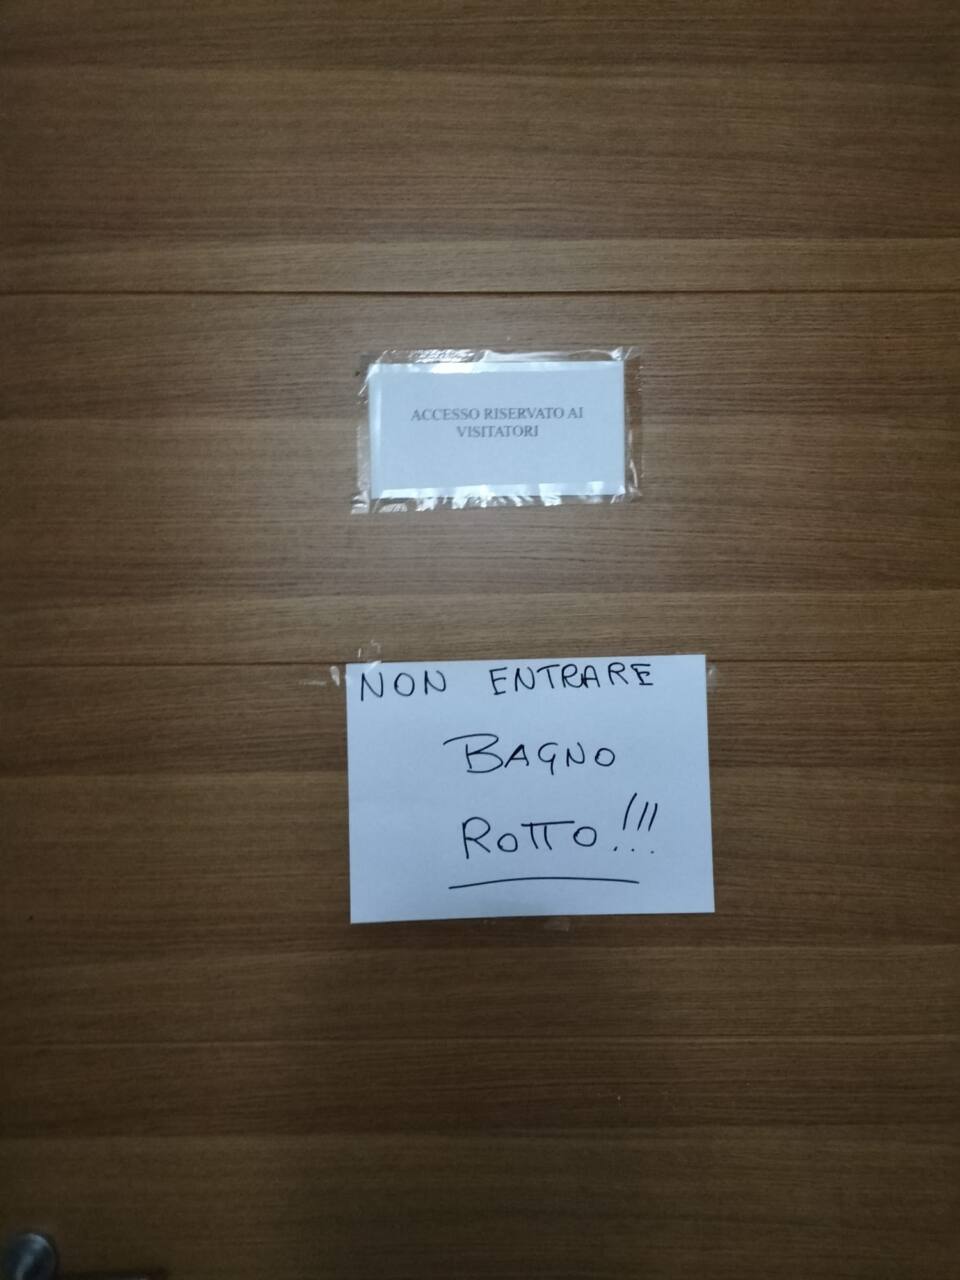 ACCESSO RISERVATO AI
VISITATORI
NON ENTRARE
BAGNO
ROTTO!!!